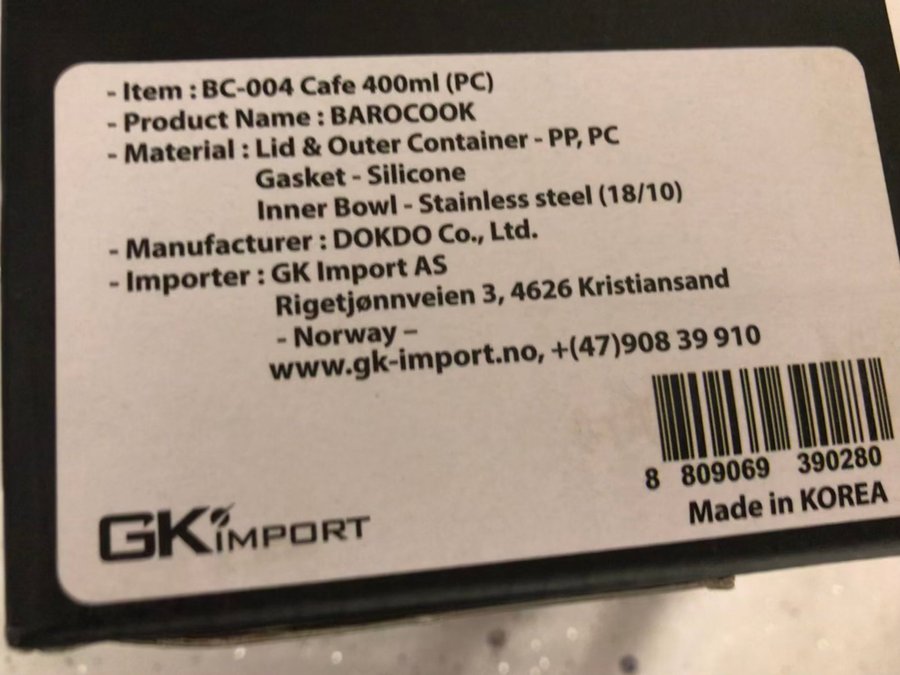 - Item : BC-004 Cafe 400ml (PC)
- Product Name : BAROCOOK
- Material : Lid & Outer Container - PP, PC
Gasket - Silicone
Inner Bowl - Stainless steel (18/10)
- Manufacturer : DOKDO Co., Ltd.
- Importer : GK Import AS
Rigetjønnveien 3, 4626 Kristiansand
- Norway –
www.gk-import.no, +(47)908 39 910
8 809069 390280
Made in KOREA
GK IMPORT